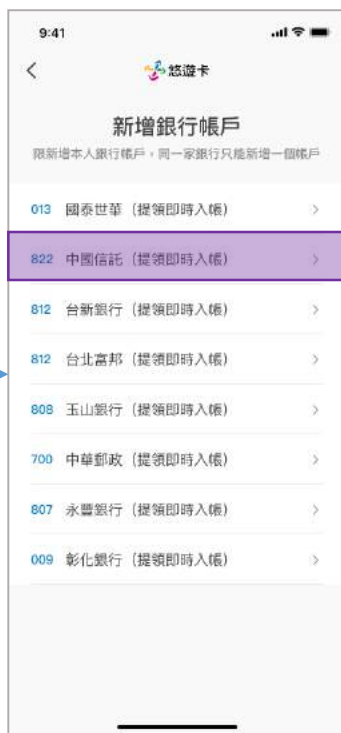 9:41
悠遊卡
新增銀行帳戶
限新增本人銀行帳戶，同一家銀行只能新增一個帳戶
013 國泰世華（提領即時入帳）
822 中國信託（提領即時入帳）
812 台新銀行（提領即時入帳）
812 台北富邦（提領即時入帳）
808 玉山銀行（提領即時入帳）
700 中華郵政（提領即時入帳）
807 永豐銀行（提領即時入帳）
009 彰化銀行（提領即時入帳）